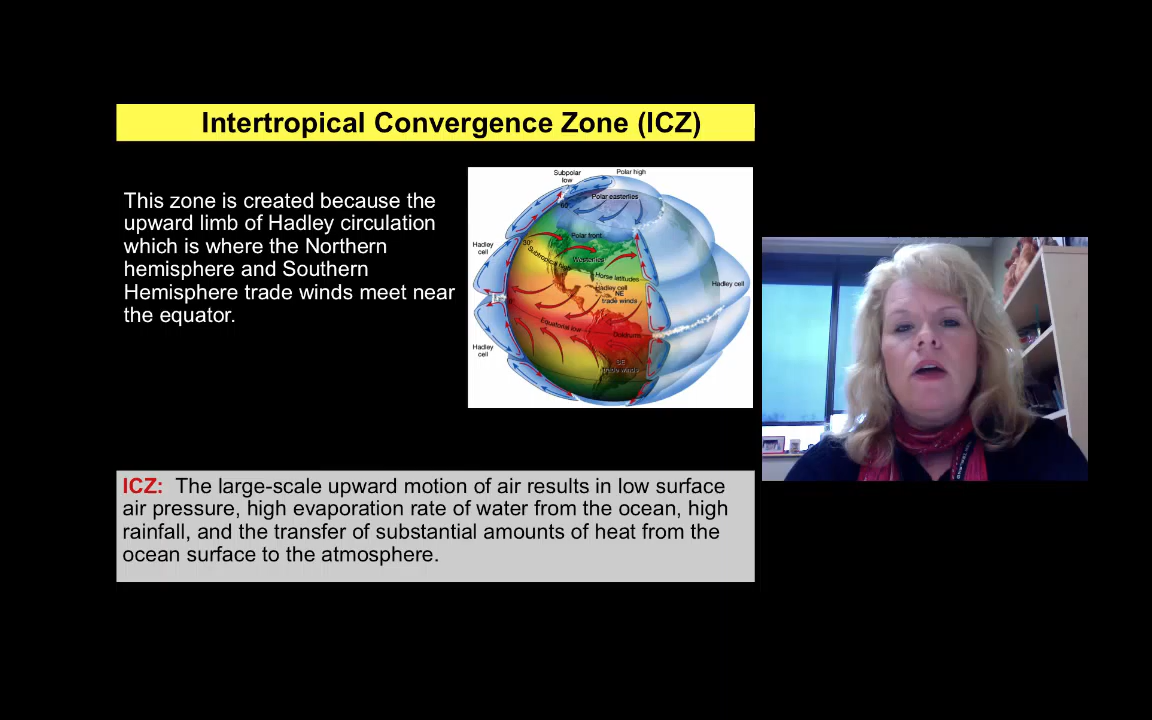 Intertropical Convergence Zone (ICZ)
This zone is created because the
upward limb of Hadley circulation
which is where the Northern
hemisphere and Southern
Hemisphere trade winds meet near
the equator.
Subpolar
low
Polar high
Polar easterlies
60°
Polar front
30°
Hadley
cell
Westerlies
Horse latitudes
Hadley cell
NE
trade winds
Hadley cell
Equatorial low
Doldrums
Hadley
cell
SE
trade winds
ICZ: The large-scale upward motion of air results in low surface
air pressure, high evaporation rate of water from the ocean, high
rainfall, and the transfer of substantial amounts of heat from the
ocean surface to the atmosphere.